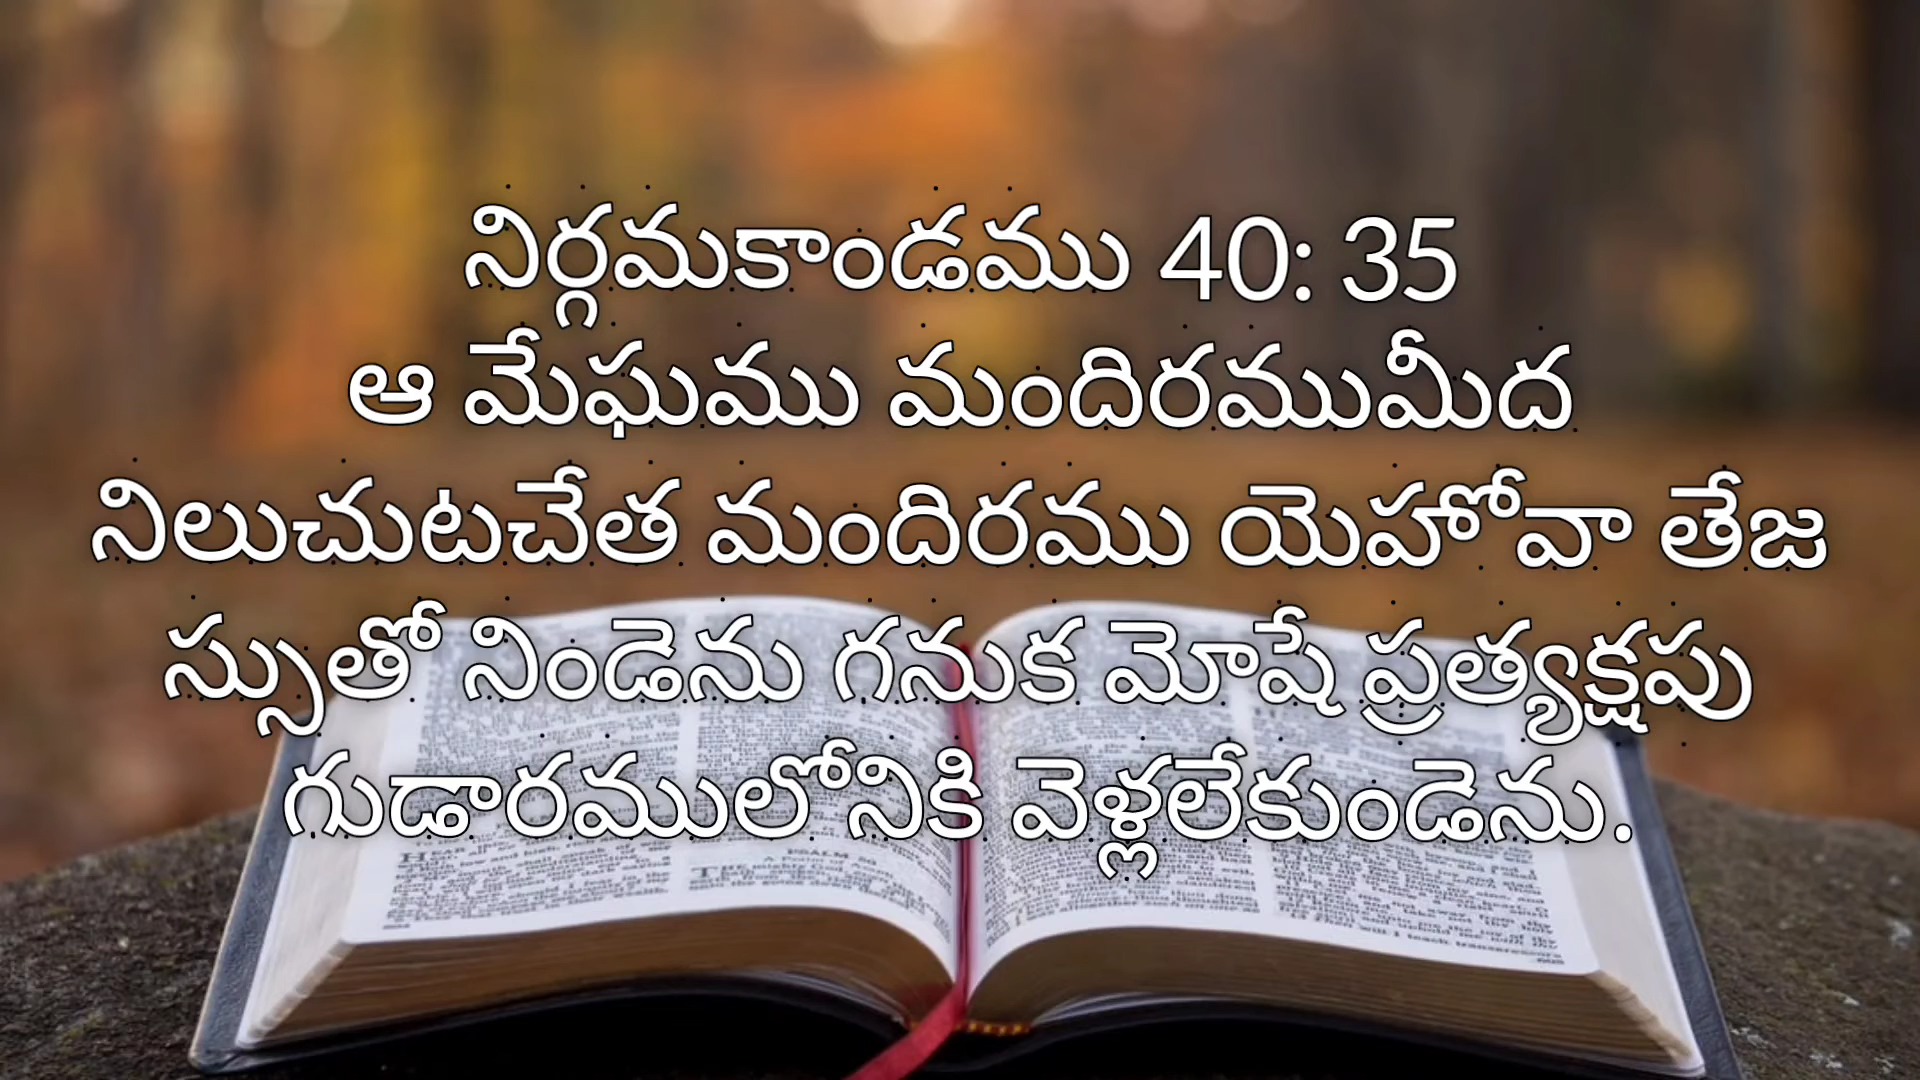 నిర్గమకాండము 40: 35
ఆ మేఘము మందిరముమీద
నిలుచుటచేత మందిరము యెహోవా తేజ
స్సుతో నిండెను గనుక మోషే ప్రత్యక్షపు
గుడారములోనికి వెళ్లలేకుండెను.